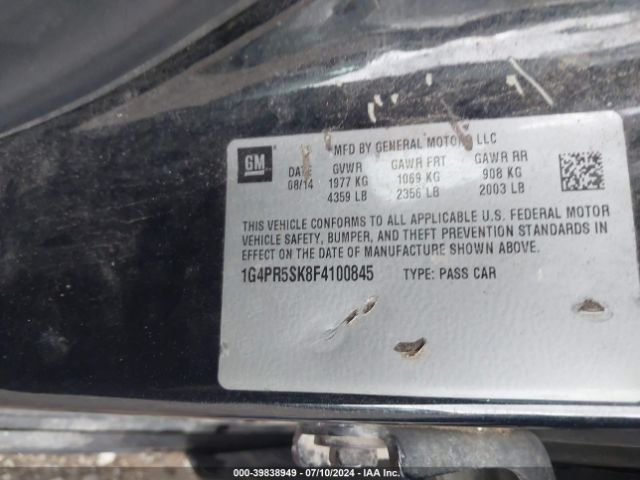 GM
MFD BY GENERAL MOTORS LLC
DATE GVWR GAWR FRT GAWR RR
08/14 1977 KG 1069 KG 908 KG
4359 LB 2356 LB 2003 LB
THIS VEHICLE CONFORMS TO ALL APPLICABLE U.S. FEDERAL MOTOR
VEHICLE SAFETY, BUMPER, AND THEFT PREVENTION STANDARDS IN
EFFECT ON THE DATE OF MANUFACTURE SHOWN ABOVE.
1G4PR5SK8F4100845 TYPE: PASS CAR
000-39838949 - 07/10/2024 - IAA Inc.